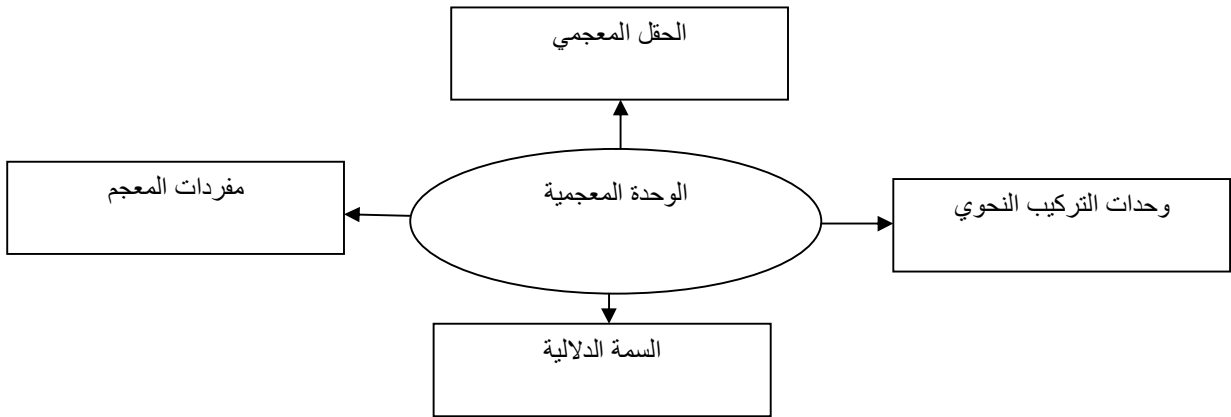 الحقل المعجمي
وحدات التركيب النحوي
الوحدة المعجمية
مفردات المعجم
السمة الدلالية